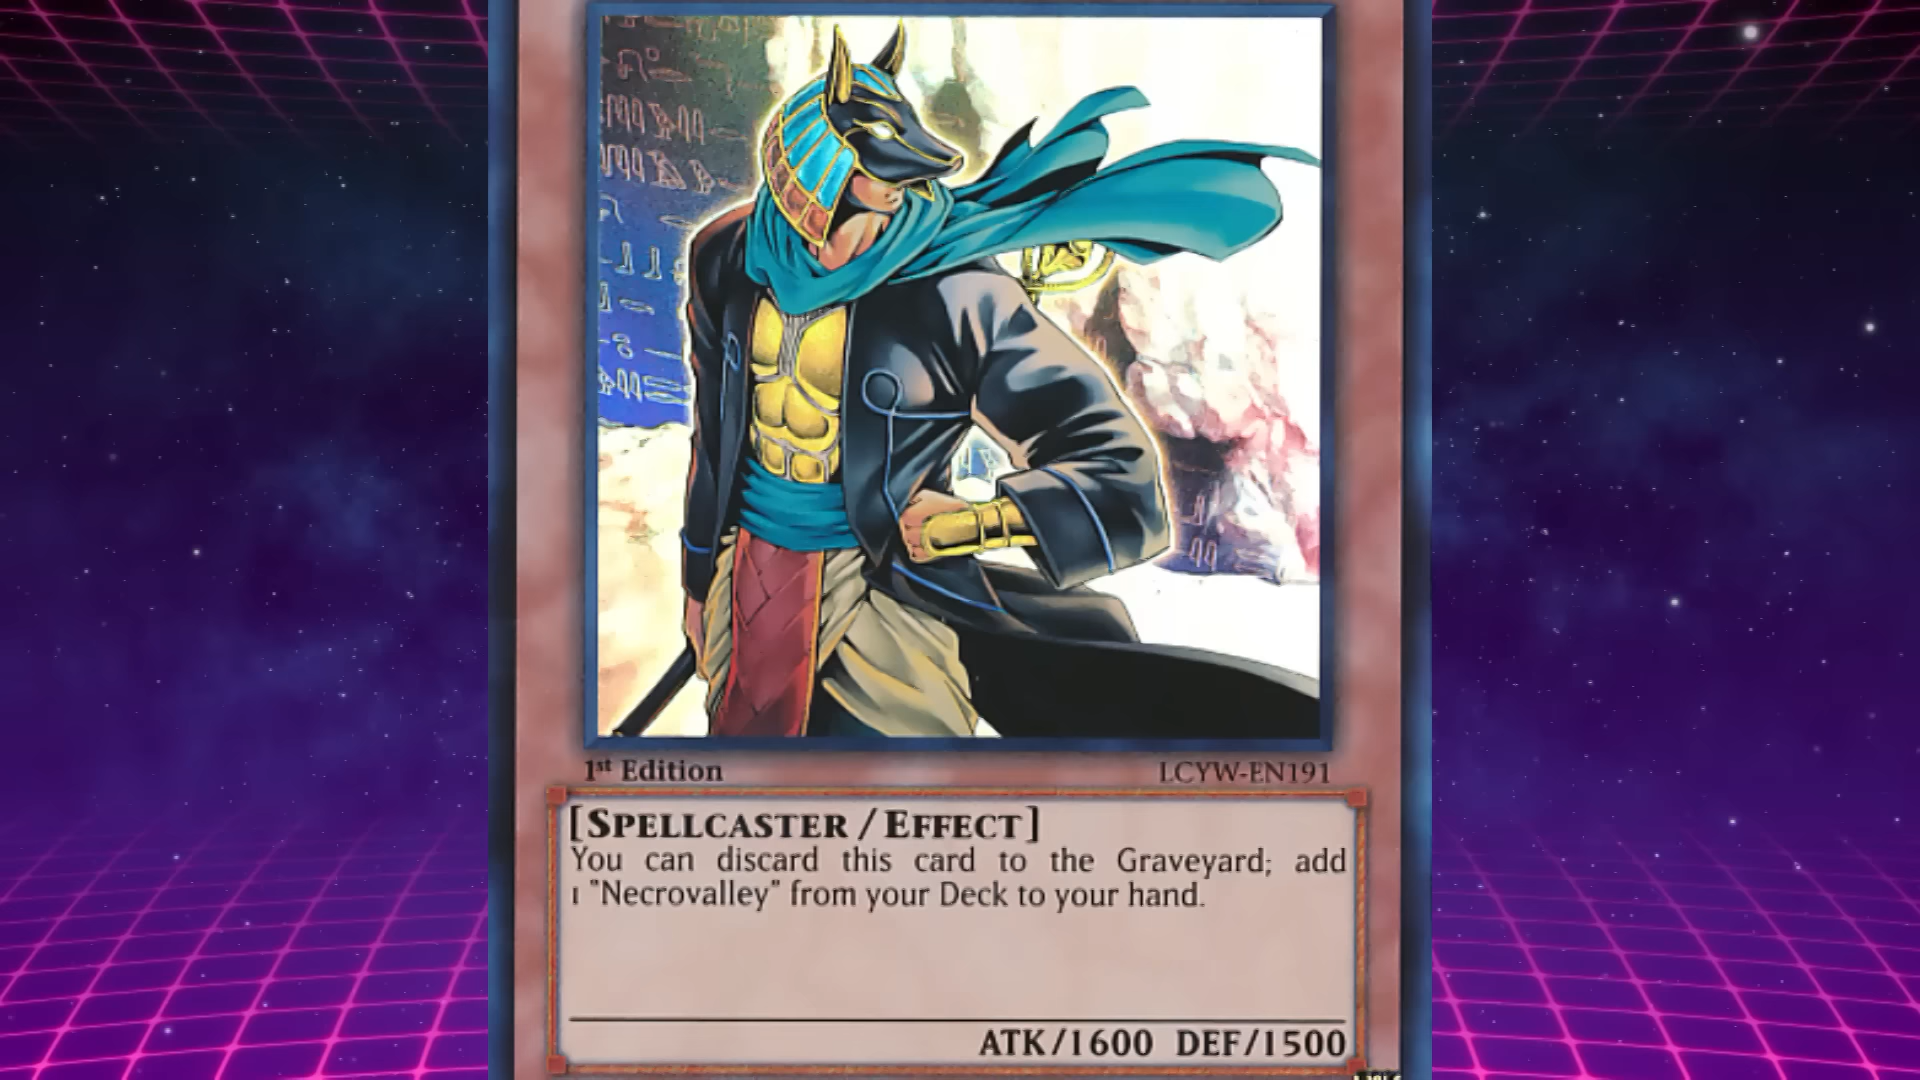 1st Edition
LCYW-EN191
[SPELLCASTER / EFFECT]
You can discard this card to the Graveyard; add
1 "Necrovalley" from your Deck to your hand.
ATK/1600 DEF/1500